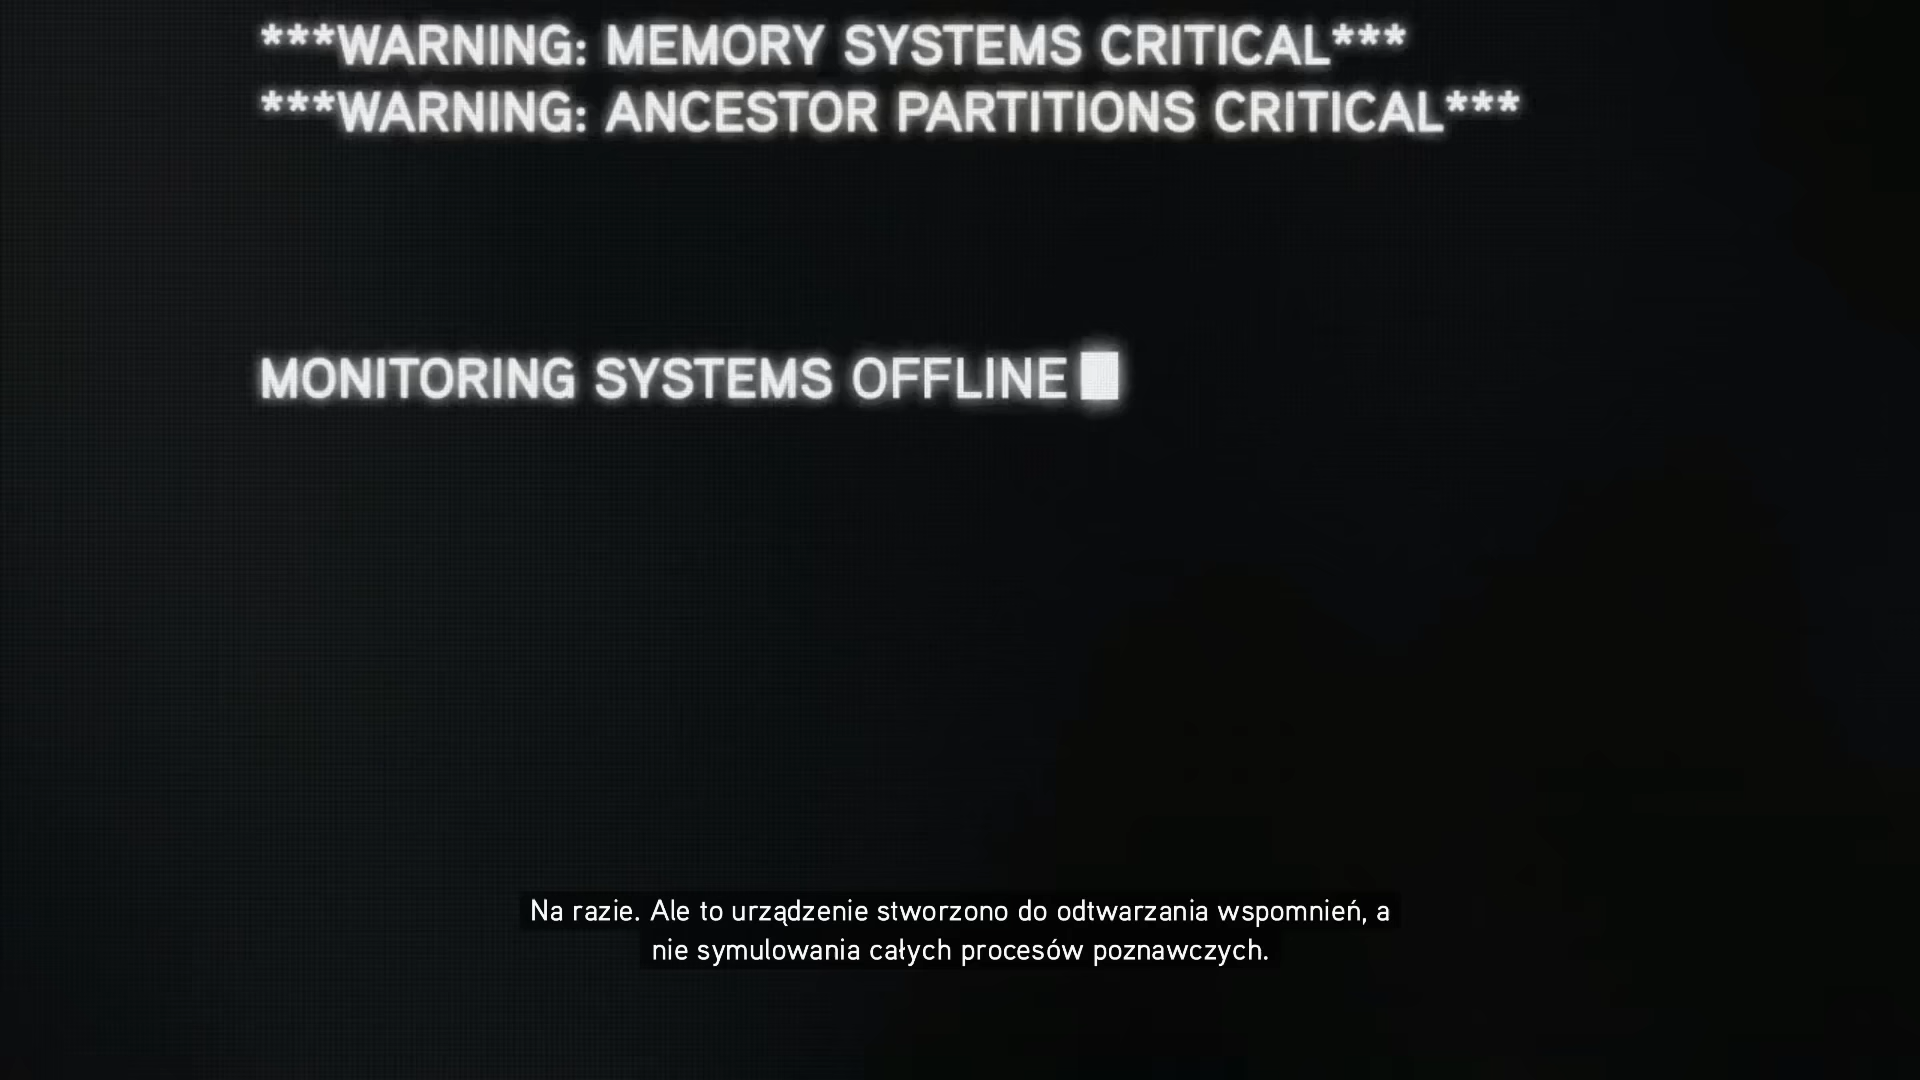 ***WARNING: MEMORY SYSTEMS CRITICAL***
***WARNING: ANCESTOR PARTITIONS CRITICAL***
MONITORING SYSTEMS OFFLINE
Na razie. Ale to urządzenie stworzono do odtwarzania wspomnień, a
nie symulowania całych procesów poznawczych.